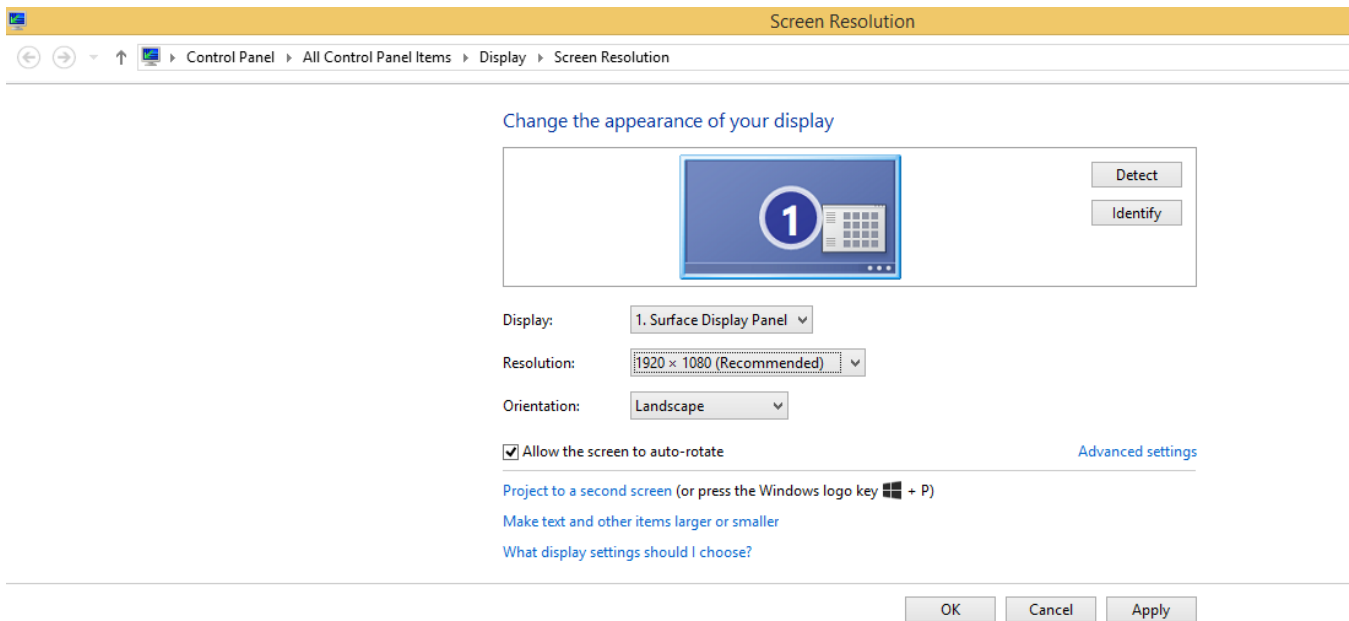 Screen Resolution
Control Panel All Control Panel Items Display Screen Resolution
Change the appearance of your display
1
Detect
Identify
Display: 1. Surface Display Panel
Resolution: 1920 × 1080 (Recommended)
Orientation: Landscape
Allow the screen to auto-rotate Advanced settings
Project to a second screen (or press the Windows logo key + P)
Make text and other items larger or smaller
What display settings should I choose?
OK Cancel Apply